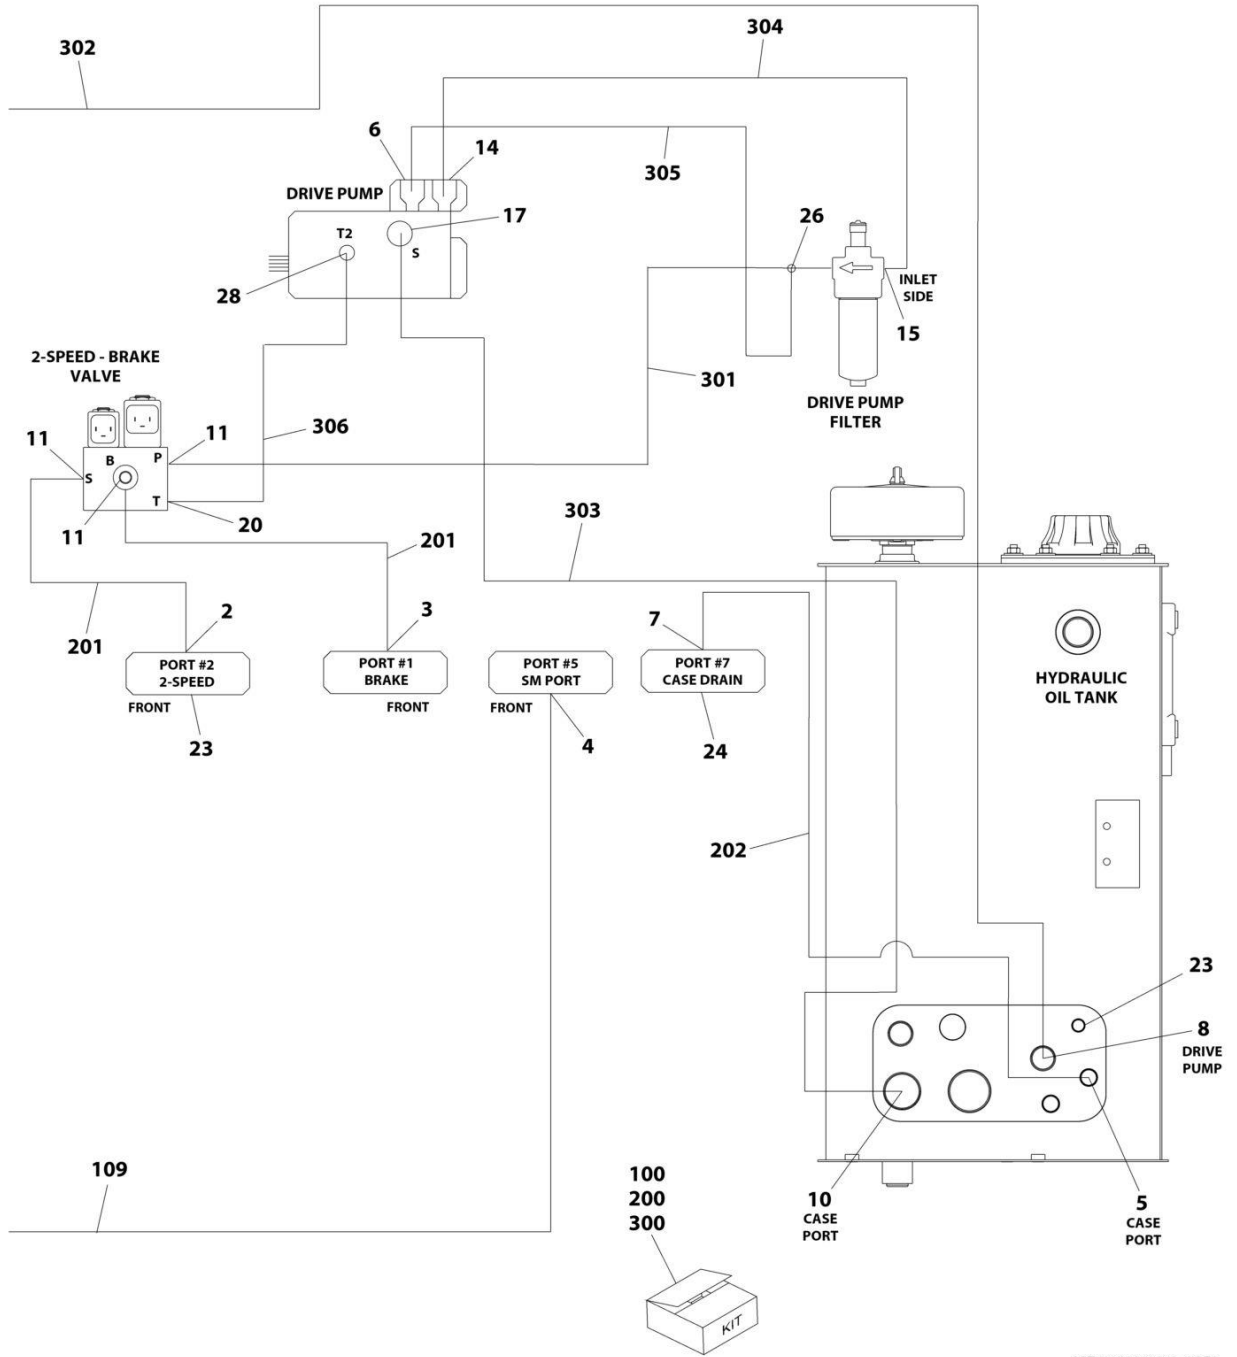 302
304
6
14
305
DRIVE PUMP
17
T2
S
26
28
INLET
SIDE
15
2-SPEED - BRAKE
VALVE
301
DRIVE PUMP
FILTER
11
11
306
B
P
S
T
11
20
303
201
201
2
3
7
PORT #2
2-SPEED
PORT #1
BRAKE
PORT #5
SM PORT
PORT #7
CASE DRAIN
HYDRAULIC
OIL TANK
FRONT
FRONT
FRONT
23
4
24
202
23
8
DRIVE
PUMP
109
100
200
300
10
CASE
PORT
5
CASE
PORT
KIT